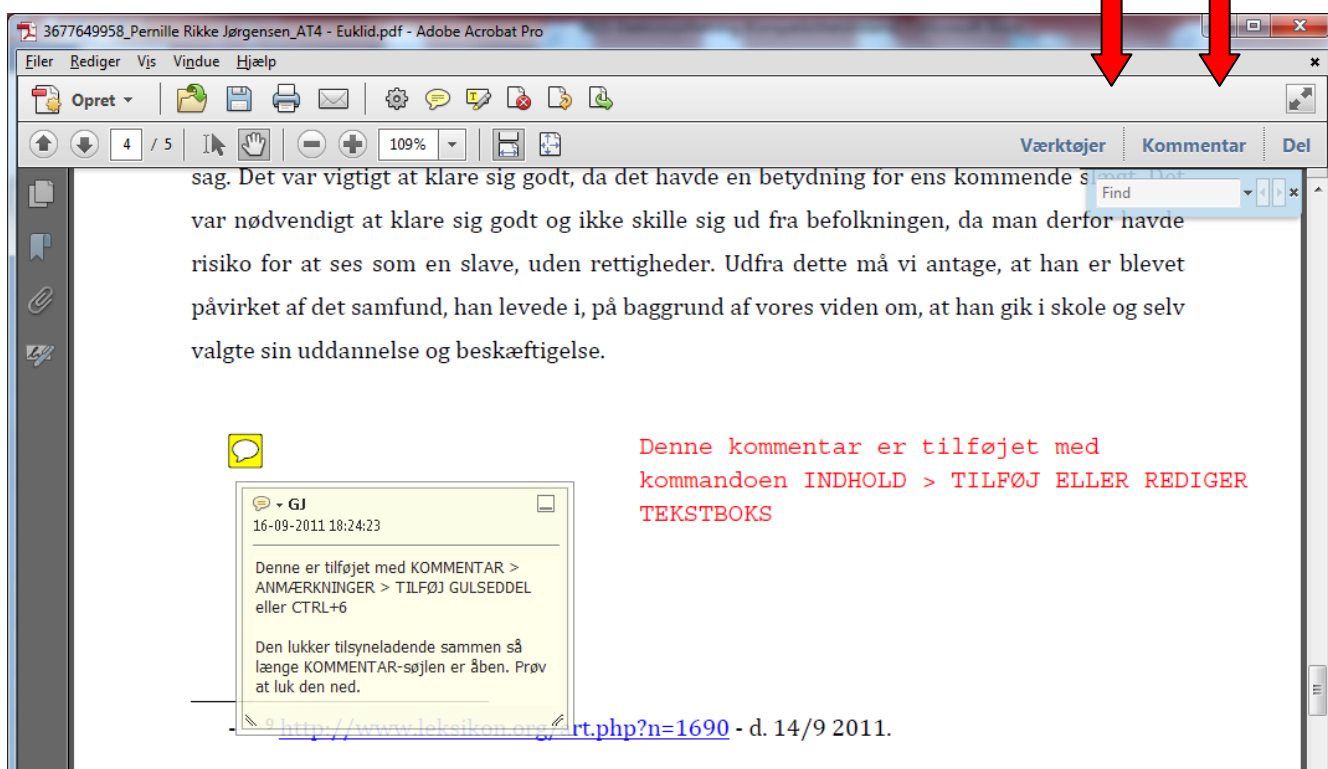 3677649958_Pernille Rikke Jørgensen_AT4 - Euklid.pdf - Adobe Acrobat Pro
Filer Rediger Vis Vindue Hjælp
Opret
4 / 5 109% Værktøjer Kommentar Del
Find
sag. Det var vigtigt at klare sig godt, da det havde en betydning for ens kommende slægt. Det
var nødvendigt at klare sig godt og ikke skille sig ud fra befolkningen, da man derfor havde
risiko for at ses som en slave, uden rettigheder. Udfra dette må vi antage, at han er blevet
påvirket af det samfund, han levede i, på baggrund af vores viden om, at han gik i skole og selv
valgte sin uddannelse og beskæftigelse.
Denne kommentar er tilføjet med
kommandoen INDHOLD > TILFØJ ELLER REDIGER
TEKSTBOKS
GJ
16-09-2011 18:24:23
Denne er tilføjet med KOMMENTAR >
ANMÆRKNINGER > TILFØJ GULSEDDEL
eller CTRL+6
Den lukker tilsyneladende sammen så
længe KOMMENTAR-søjlen er åben. Prøv
at luk den ned.
- 9 http://www.leksikon.org/art.php?n=1690 - d. 14/9 2011.